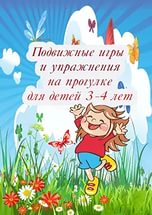 Подвижные игры
и упражнения
на прогулке
для детей 3-4 лет